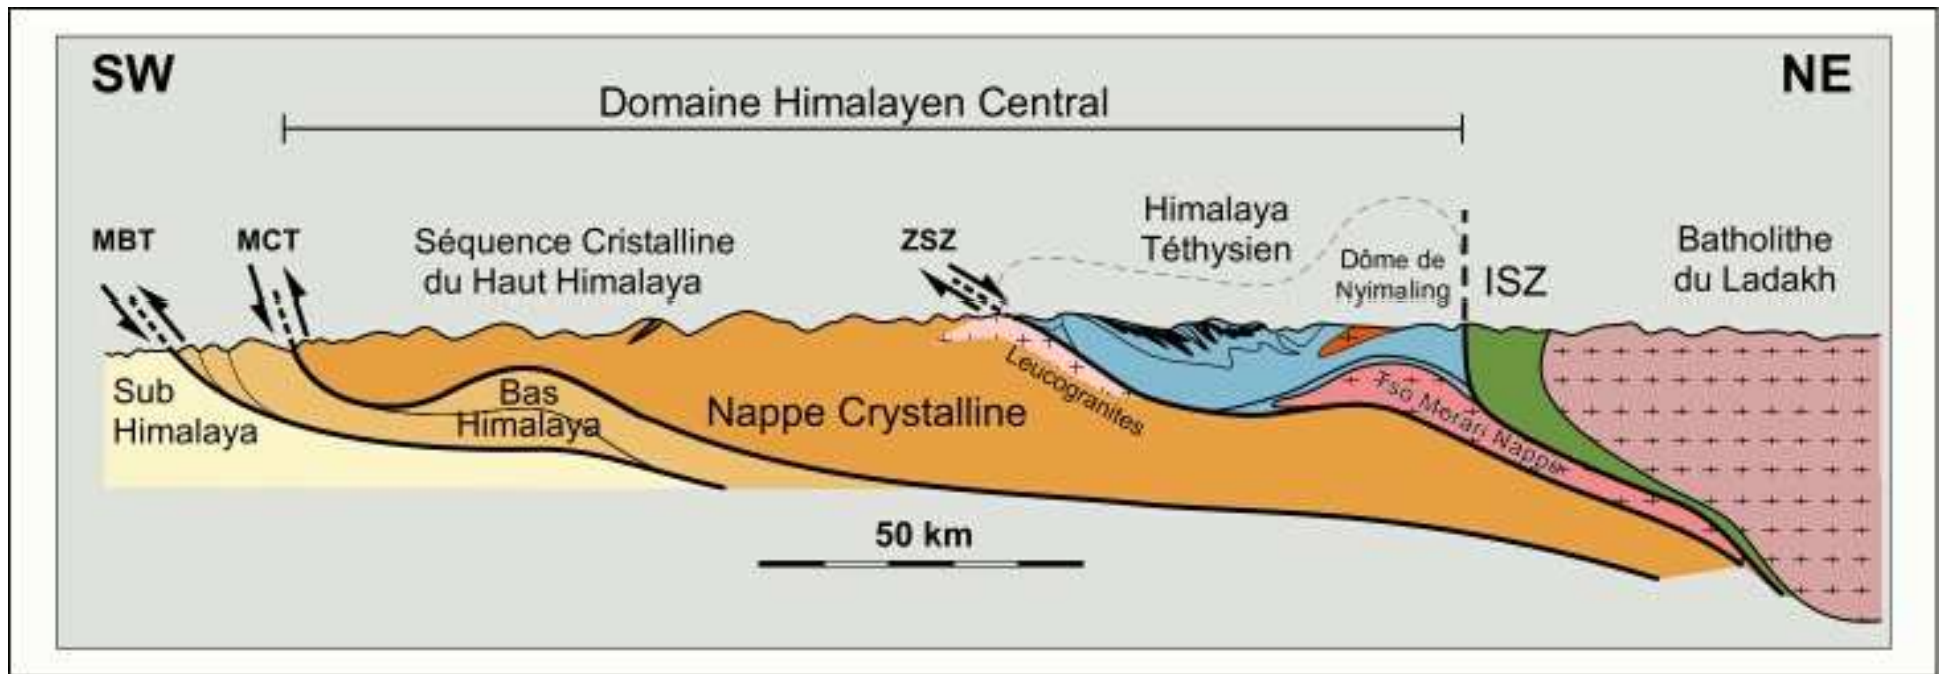 SW
NE
Domaine Himalayen Central
MBT
MCT
Séquence Cristalline
du Haut Himalaya
ZSZ
Himalaya
Téthysien
Dôme de
Nyimaling
ISZ
Batholithe
du Ladakh
Sub
Himalaya
Bas
Himalaya
Nappe Crystalline
Leucogranites
Tso Morari Nappe
50 km